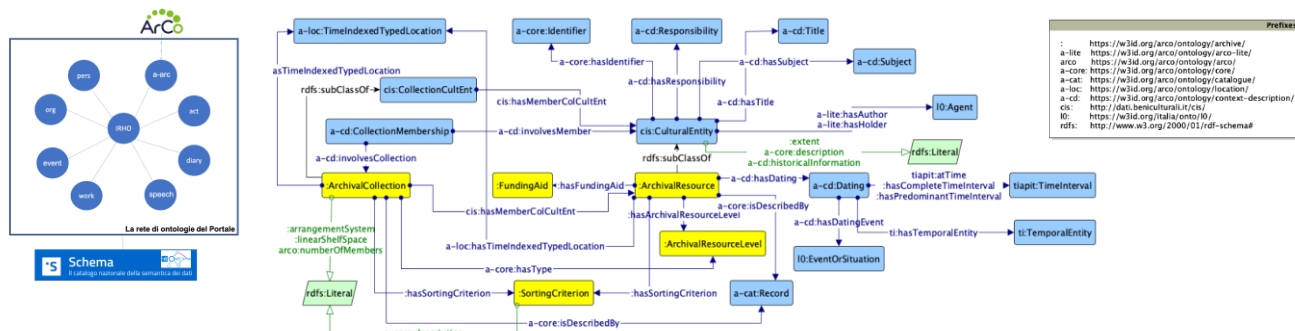 ArCo
pers
a-arc
org
IRHO
act
event
diary
work
speech
La rete di ontologie del Portale
Schema
Il catalogo nazionale della semantica dei dati
a-loc:TimeIndexedTypedLocation
a-core:Identifier
a-cd:Responsibility
a-cd:Title
a-core:hasIdentifier
a-cd:hasResponsibility
a-cd:hasSubject
a-cd:Subject
asTimeIndexedTypedLocation
rdfs:subClassOf
cis:CollectionCultEnt
cis:hasMemberColCultEnt
a-cd:hasTitle
l0:Agent
a-lite:hasAuthor
a-lite:hasHolder
a-cd:CollectionMembership
a-cd:involvesMember
cis:CulturalEntity
:extent
a-core:description
a-cd:historicalInformation
rdfs:Literal
a-cd:involvesCollection
rdfs:subClassOf
:ArchivalCollection
:FundingAid
:hasFundingAid
:ArchivalResource
a-cd:hasDating
a-cd:Dating
tiapit:atTime
:hasCompleteTimeInterval
:hasPredominantTimeInterval
tiapit:TimeInterval
cis:hasMemberColCultEnt
a-core:isDescribedBy
:hasArchivalResourceLevel
a-cd:hasDatingEvent
ti:hasTemporalEntity
ti:TemporalEntity
:arrangementSystem
:linearShelfSpace
arco:numberOfMembers
a-loc:hasTimeIndexedTypedLocation
:ArchivalResourceLevel
l0:EventOrSituation
a-core:hasType
rdfs:Literal
:hasSortingCriterion
:SortingCriterion
:hasSortingCriterion
a-cat:Record
a-core:isDescribedBy
Prefixes
: https://w3id.org/arco/ontology/archive/
a-lite https://w3id.org/arco/ontology/arco-lite/
arco https://w3id.org/arco/ontology/arco/
a-core: https://w3id.org/arco/ontology/core/
a-cat: https://w3id.org/arco/ontology/catalogue/
a-loc: https://w3id.org/arco/ontology/location/
a-cd: https://w3id.org/arco/ontology/context-description/
cis: http://dati.beniculturali.it/cis/
l0: https://w3id.org/italia/onto/l0/
rdfs: http://www.w3.org/2000/01/rdf-schema#